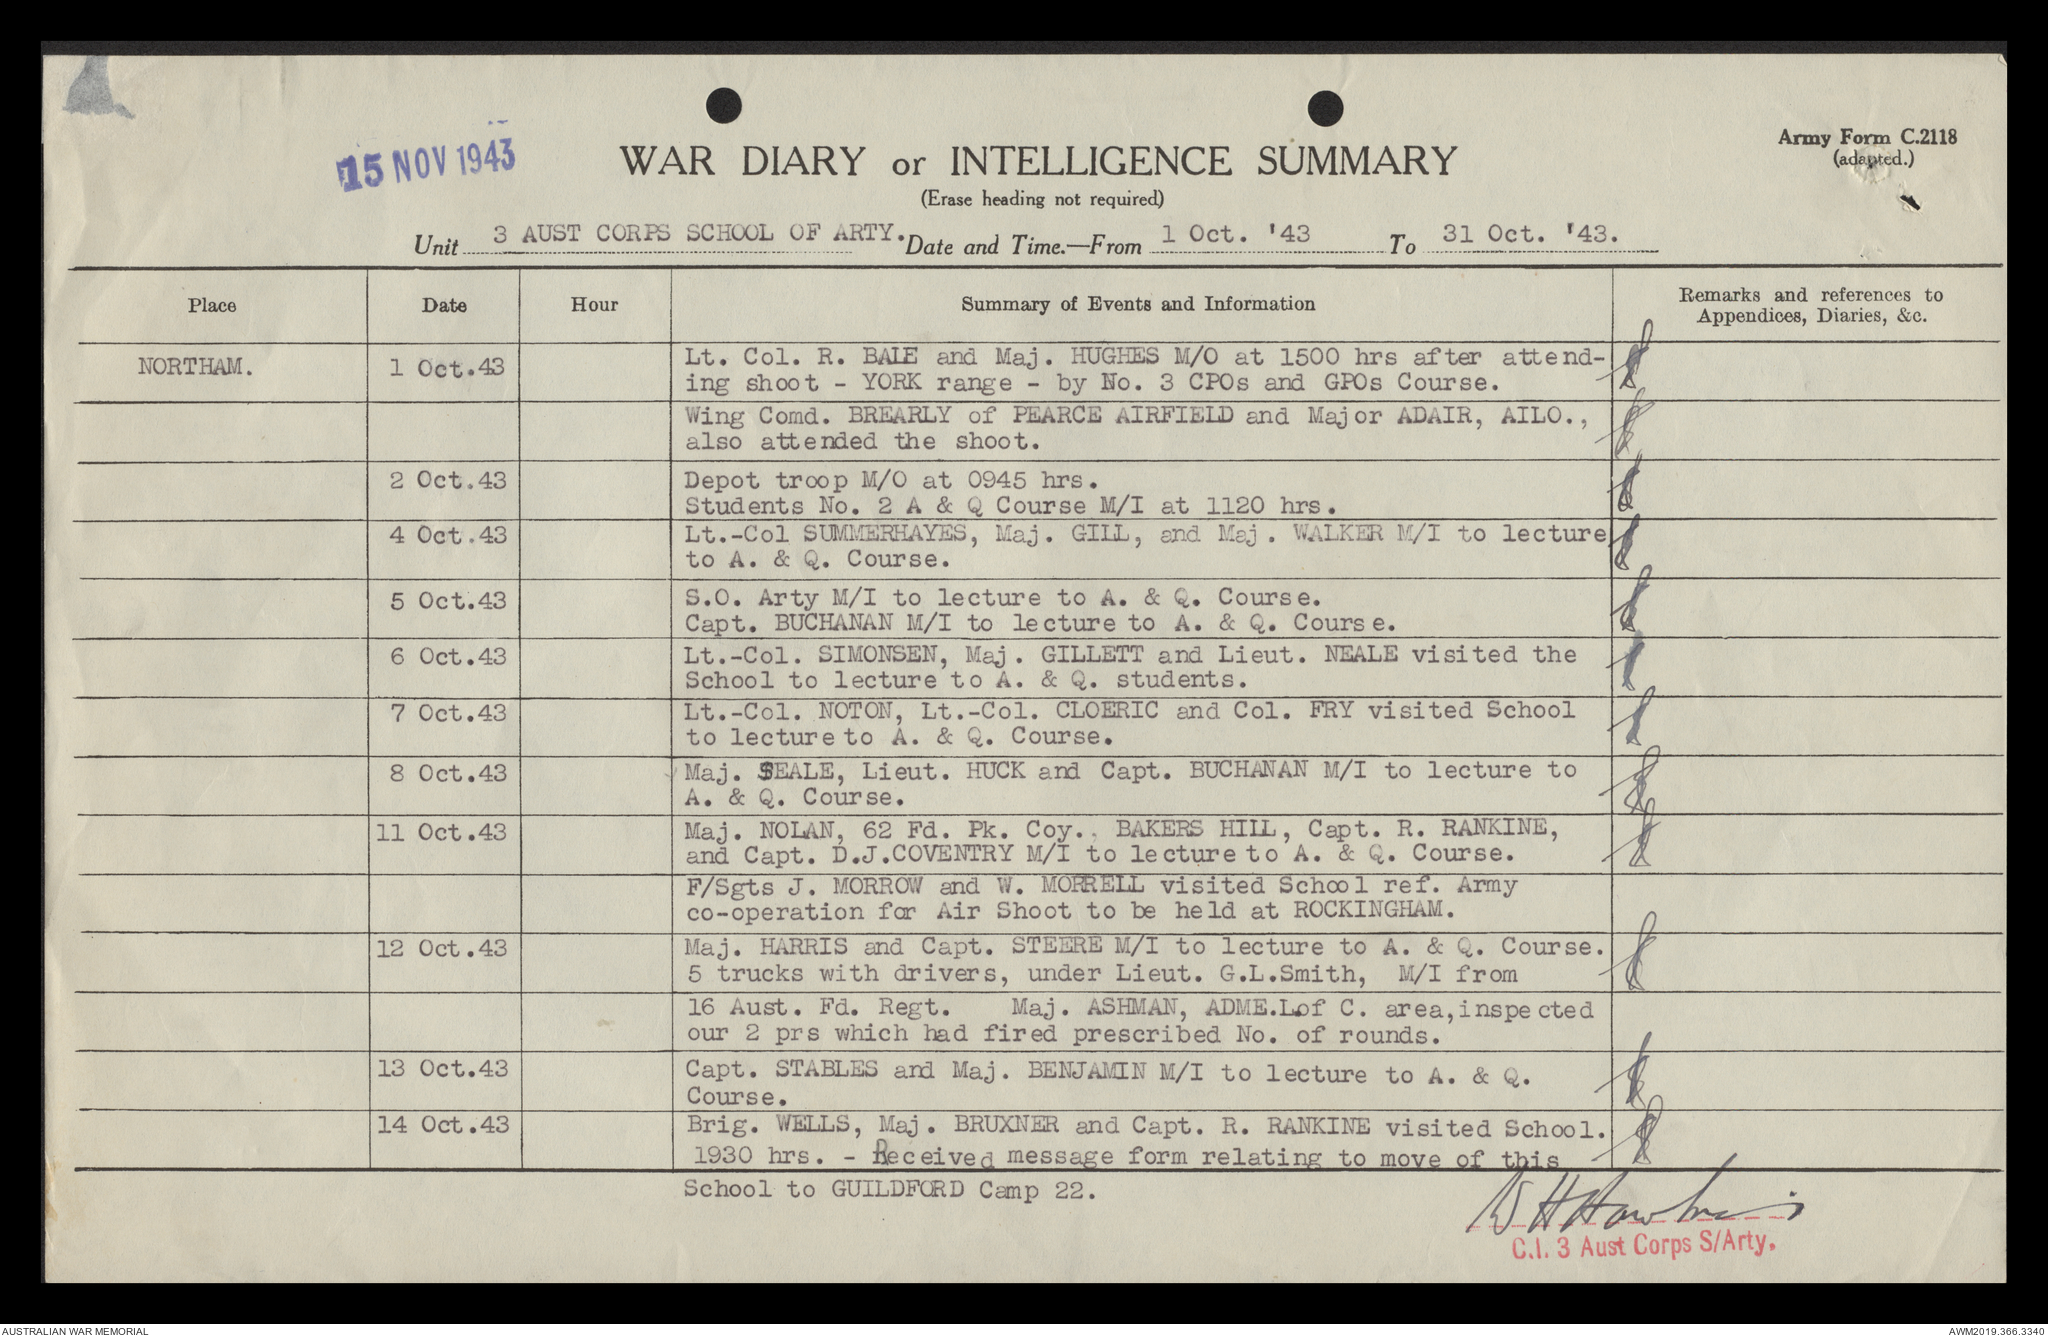 15 NOV 1943
WAR DIARY or INTELLIGENCE SUMMARY
(Erase heading not required)
Army Form C.2118
(adapted.)
Unit 3 AUST CORPS SCHOOL OF ARTY. Date and Time.—From 1 Oct. '43 To 31 Oct. '43.
Place Date Hour Summary of Events and Information Remarks and references to
Appendices, Diaries, &c.
NORTHAM. 1 Oct.43 Lt. Col. R. BALE and Maj. HUGHES M/O at 1500 hrs after attend-
ing shoot - YORK range - by No. 3 CPOs and GPOs Course.
Wing Comd. BREARLY of PEARCE AIRFIELD and Major ADAIR, AILO.,
also attended the shoot.
2 Oct.43 Depot troop M/O at 0945 hrs.
Students No. 2 A & Q Course M/I at 1120 hrs.
4 Oct.43 Lt.-Col SUMMERHAYES, Maj. GILL, and Maj. WALKER M/I to lecture
to A. & Q. Course.
5 Oct.43 S.O. Arty M/I to lecture to A. & Q. Course.
Capt. BUCHANAN M/I to lecture to A. & Q. Course.
6 Oct.43 Lt.-Col. SIMONSEN, Maj. GILLETT and Lieut. NEALE visited the
School to lecture to A. & Q. students.
7 Oct.43 Lt.-Col. NOTON, Lt.-Col. CLOERIC and Col. FRY visited School
to lecture to A. & Q. Course.
8 Oct.43 Maj. SEALE, Lieut. HUCK and Capt. BUCHANAN M/I to lecture to
A. & Q. Course.
11 Oct.43 Maj. NOLAN, 62 Fd. Pk. Coy., BAKERS HILL, Capt. R. RANKINE,
and Capt. D.J.COVENTRY M/I to lecture to A. & Q. Course.
F/Sgts J. MORROW and W. MORRELL visited School ref. Army
co-operation for Air Shoot to be held at ROCKINGHAM.
12 Oct.43 Maj. HARRIS and Capt. STEERE M/I to lecture to A. & Q. Course.
5 trucks with drivers, under Lieut. G.L.Smith, M/I from
16 Aust. Fd. Regt. Maj. ASHMAN, ADME.L of C. area,inspected
our 2 prs which had fired prescribed No. of rounds.
13 Oct.43 Capt. STABLES and Maj. BENJAMIN M/I to lecture to A. & Q.
Course.
14 Oct.43 Brig. WELLS, Maj. BRUXNER and Capt. R. RANKINE visited School.
1930 hrs. - Received message form relating to move of this
School to GUILDFORD Camp 22.
C.I. 3 Aust Corps S/Arty.
AUSTRALIAN WAR MEMORIAL AWM2019.366.3340